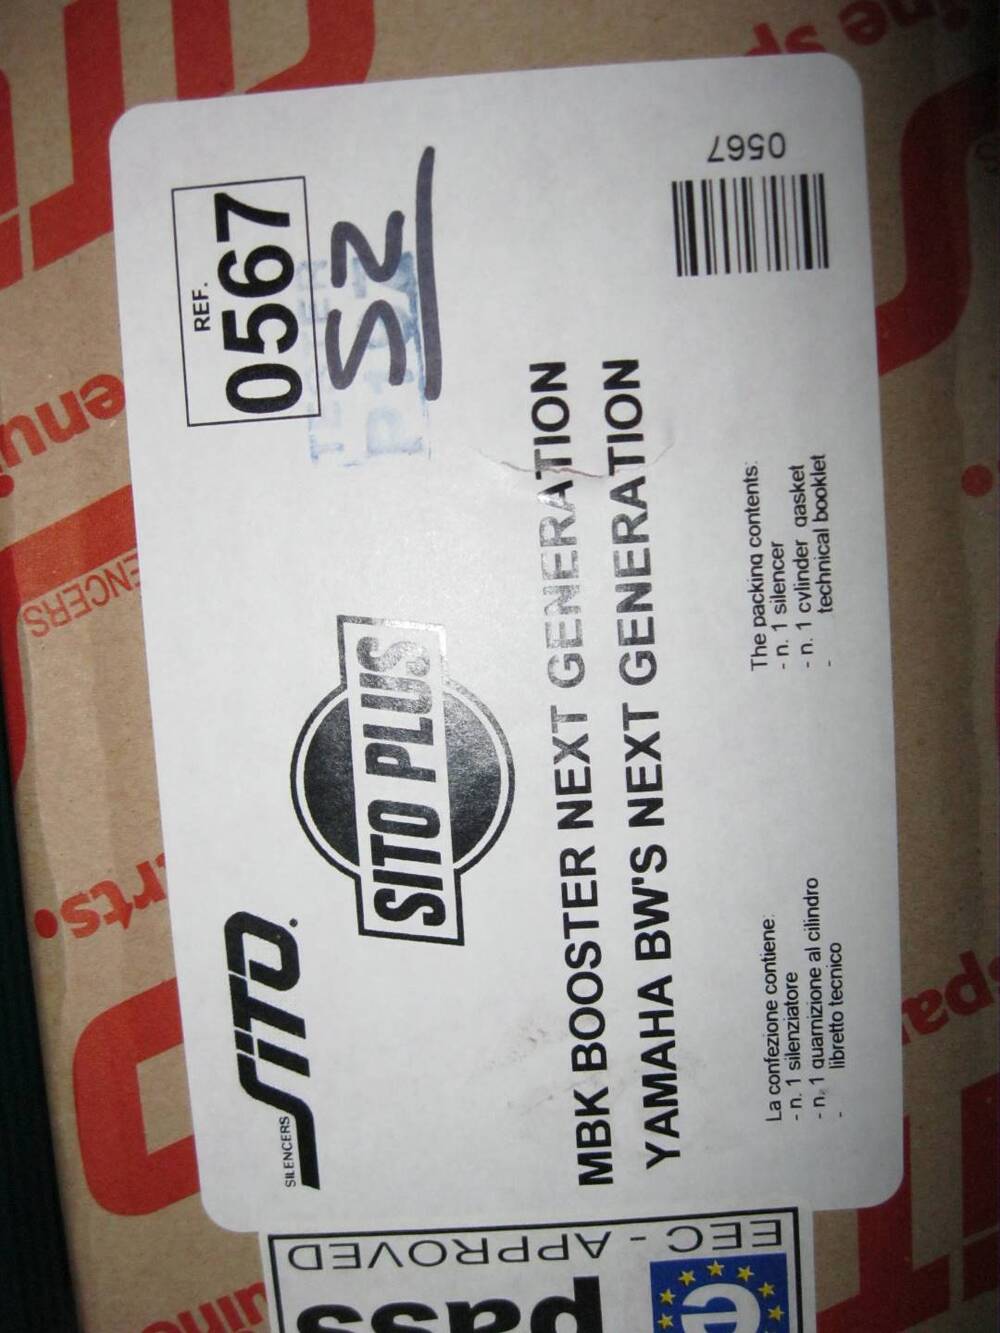 SILENCERS SITO.
REF.
0567
S2
SITO PLUS
MBK BOOSTER NEXT GENERATION
YAMAHA BW'S NEXT GENERATION
La confezione contiene:
- n. 1 silenziatore
- n. 1 guarnizione al cilindro
- libretto tecnico
The packing contents:
- n. 1 silencer
- n. 1 cylinder gasket
- technical booklet
0567
EEC - APPROVED
pass
e